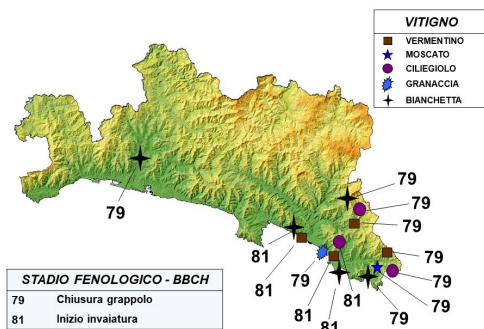 VITIGNO
VERMENTINO
MOSCATO
CILIEGIOLO
GRANACCIA
BIANCHETTA
79
79
79
79
81
79
79
81
79
81
81
79
79
81
STADIO FENOLOGICO - BBCH
79 Chiusura grappolo
81 Inizio invaiatura